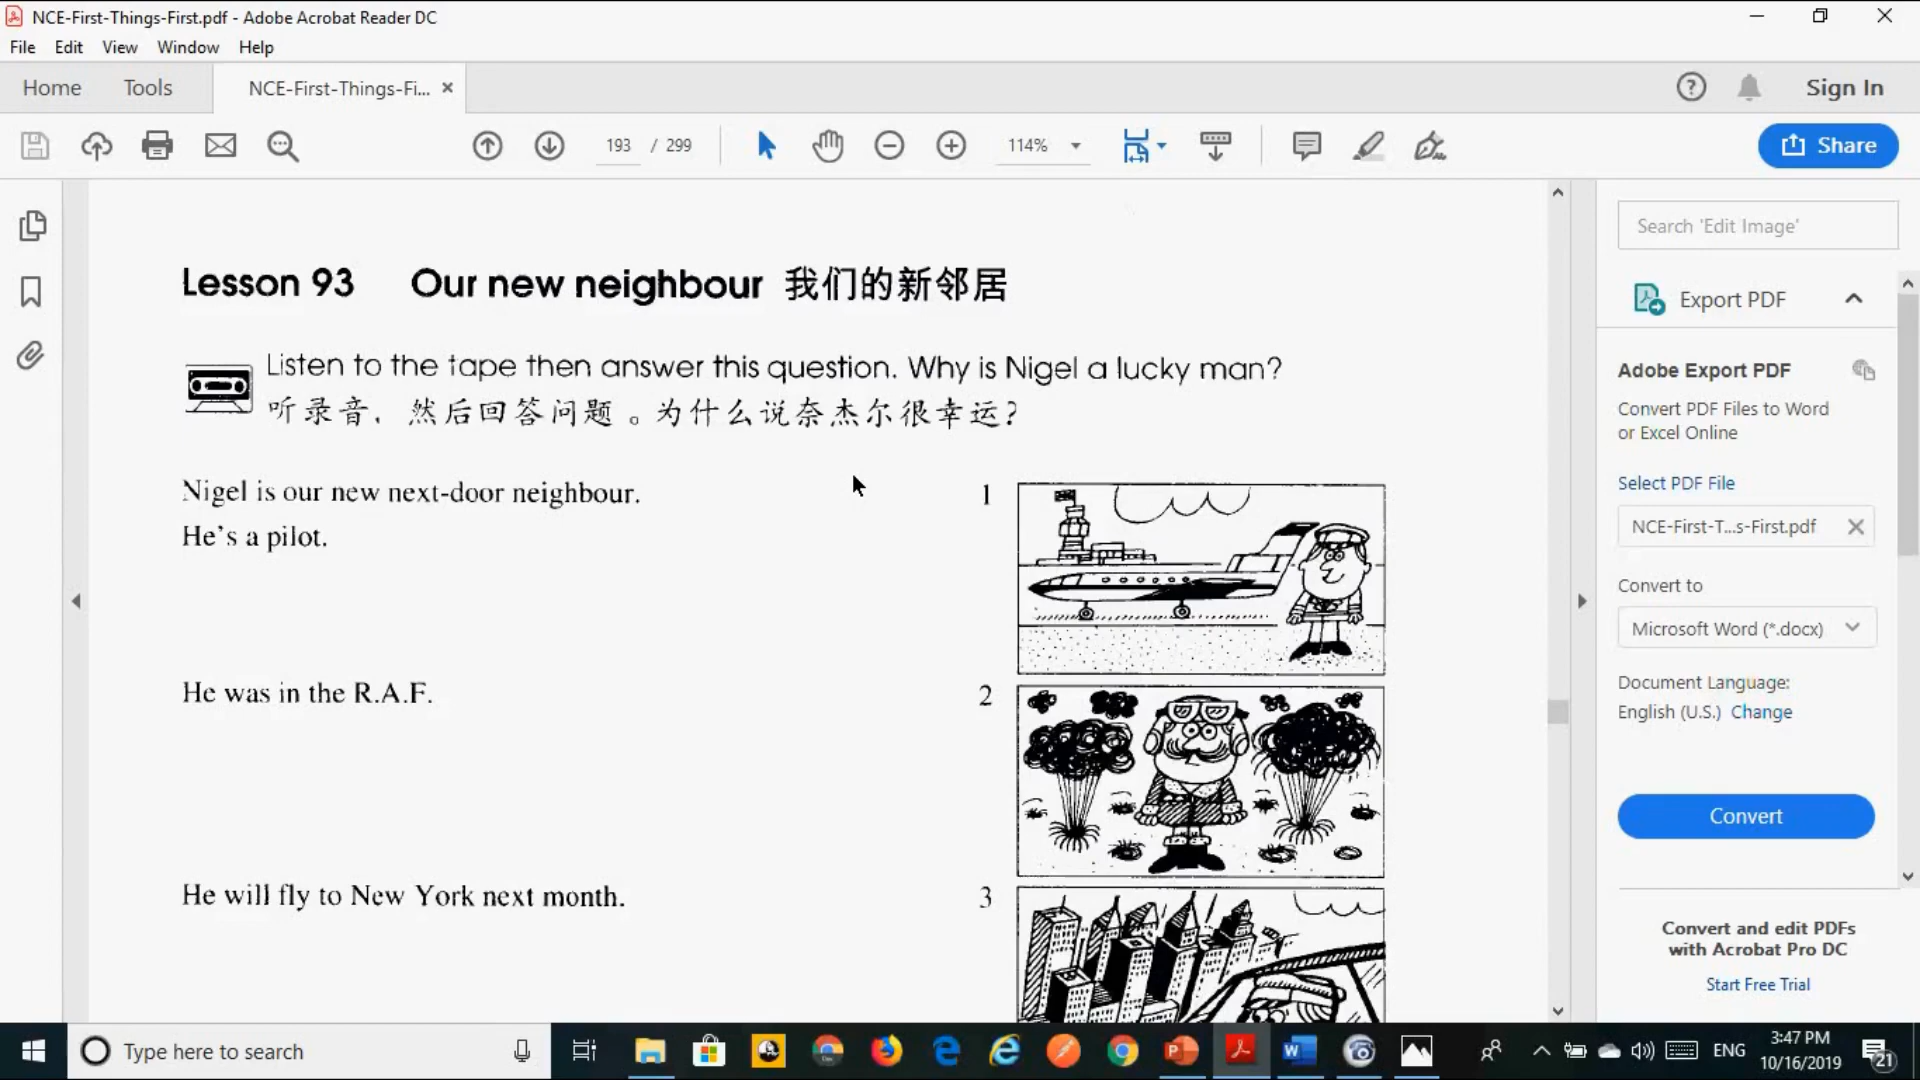 NCE-First-Things-First.pdf - Adobe Acrobat Reader DC
File Edit View Window Help
Home Tools NCE-First-Things-Fi... × Sign In
193 / 299 114% Share
Search 'Edit Image'
Export PDF
Adobe Export PDF
Convert PDF Files to Word
or Excel Online
Select PDF File
NCE-First-T...s-First.pdf
Convert to
Microsoft Word (*.docx)
Document Language:
English (U.S.) Change
Convert
Convert and edit PDFs
with Acrobat Pro DC
Start Free Trial
Lesson 93 Our new neighbour 我们的新邻居
Listen to the tape then answer this question. Why is Nigel a lucky man?
听录音，然后回答问题。为什么说奈杰尔很幸运?
Nigel is our new next-door neighbour.
He's a pilot.
1
He was in the R.A.F.
2
He will fly to New York next month.
3
Type here to search
ENG
3:47 PM
10/16/2019
21